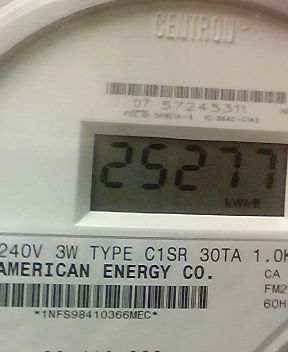 CENTRON®
07 57245311
25277
kWh
240V 3W TYPE C1SR 30TA 1.0
AMERICAN ENERGY CO.
CA
FM2
60H
*1NFS98410366MEC*